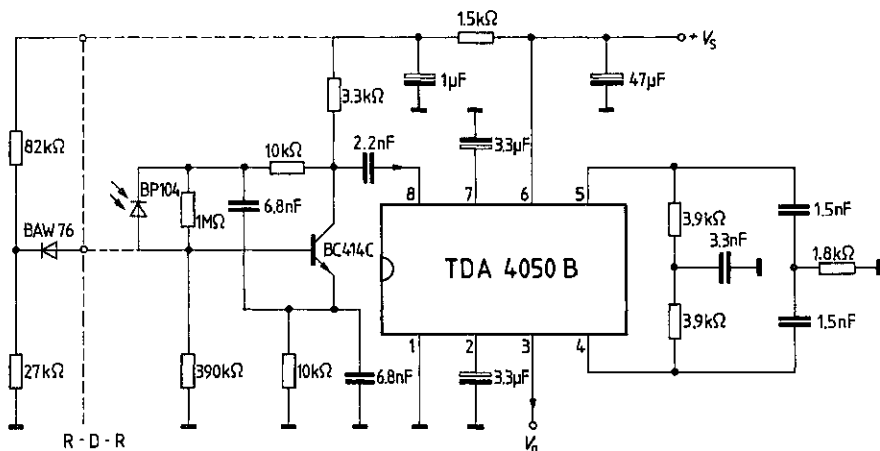 1.5kΩ
+ Vs
1µF
47µF
3.3kΩ
82kΩ
10kΩ
2.2nF
3.3µF
BP104
1MΩ
6.8nF
8
7
6
5
3.9kΩ
1.5nF
BAW 76
BC414C
TDA 4050 B
3.3nF
1.8kΩ
3.9kΩ
1.5nF
27kΩ
390kΩ
10kΩ
6.8nF
1
2
3
4
3.3µF
R - D - R